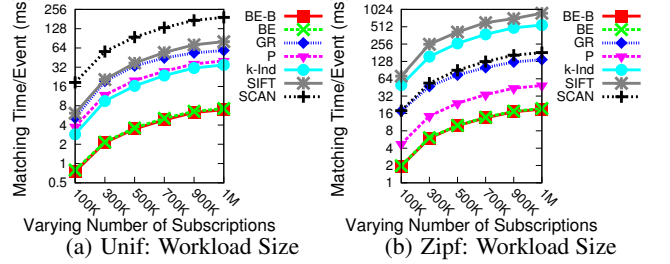 Matching Time/Event (ms)
256
128
64
32
16
8
4
2
1
0.5
100K
300K
500K
700K
900K
1M
Varying Number of Subscriptions
BE-B
BE
GR
P
k-Ind
SIFT
SCAN
(a) Unif: Workload Size
Matching Time/Event (ms)
1024
512
256
128
64
32
16
8
4
2
1
100K
300K
500K
700K
900K
1M
Varying Number of Subscriptions
BE-B
BE
GR
P
k-Ind
SIFT
SCAN
(b) Zipf: Workload Size